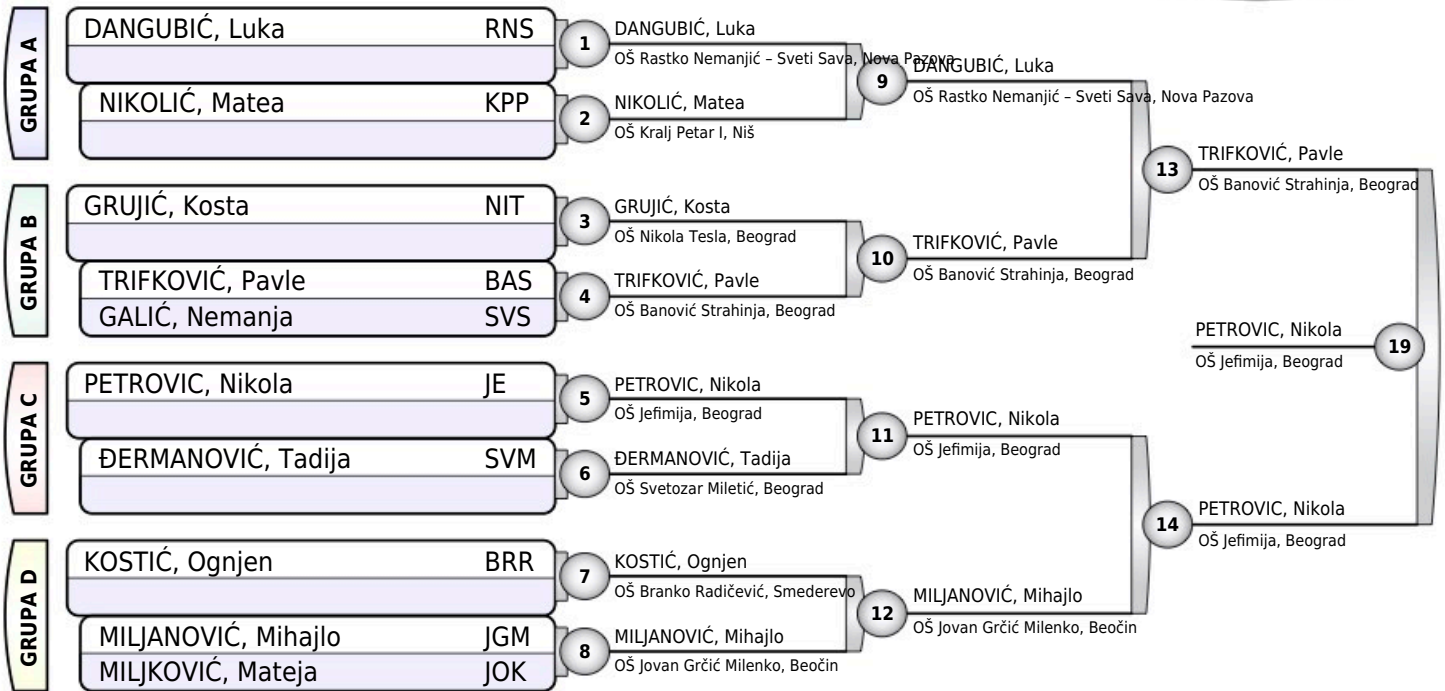 GRUPA A
DANGUBIĆ, Luka RNS
NIKOLIĆ, Matea KPP
GRUPA B
GRUJIĆ, Kosta NIT
TRIFKOVIĆ, Pavle BAS
GALIĆ, Nemanja SVS
GRUPA C
PETROVIC, Nikola JE
ĐERMANOVIĆ, Tadija SVM
GRUPA D
KOSTIĆ, Ognjen BRR
MILJANOVIĆ, Mihajlo JGM
MILJKOVIĆ, Mateja JOK
1
DANGUBIĆ, Luka
OŠ Rastko Nemanjić – Sveti Sava, Nova Pazova
2
NIKOLIĆ, Matea
OŠ Kralj Petar I, Niš
3
GRUJIĆ, Kosta
OŠ Nikola Tesla, Beograd
4
TRIFKOVIĆ, Pavle
OŠ Banović Strahinja, Beograd
5
PETROVIC, Nikola
OŠ Jefimija, Beograd
6
ĐERMANOVIĆ, Tadija
OŠ Svetozar Miletić, Beograd
7
KOSTIĆ, Ognjen
OŠ Branko Radičević, Smederevo
8
MILJANOVIĆ, Mihajlo
OŠ Jovan Grčić Milenko, Beočin
9
DANGUBIĆ, Luka
OŠ Rastko Nemanjić – Sveti Sava, Nova Pazova
10
TRIFKOVIĆ, Pavle
OŠ Banović Strahinja, Beograd
11
PETROVIC, Nikola
OŠ Jefimija, Beograd
12
MILJANOVIĆ, Mihajlo
OŠ Jovan Grčić Milenko, Beočin
13
TRIFKOVIĆ, Pavle
OŠ Banović Strahinja, Beograd
14
PETROVIC, Nikola
OŠ Jefimija, Beograd
PETROVIC, Nikola
OŠ Jefimija, Beograd
19